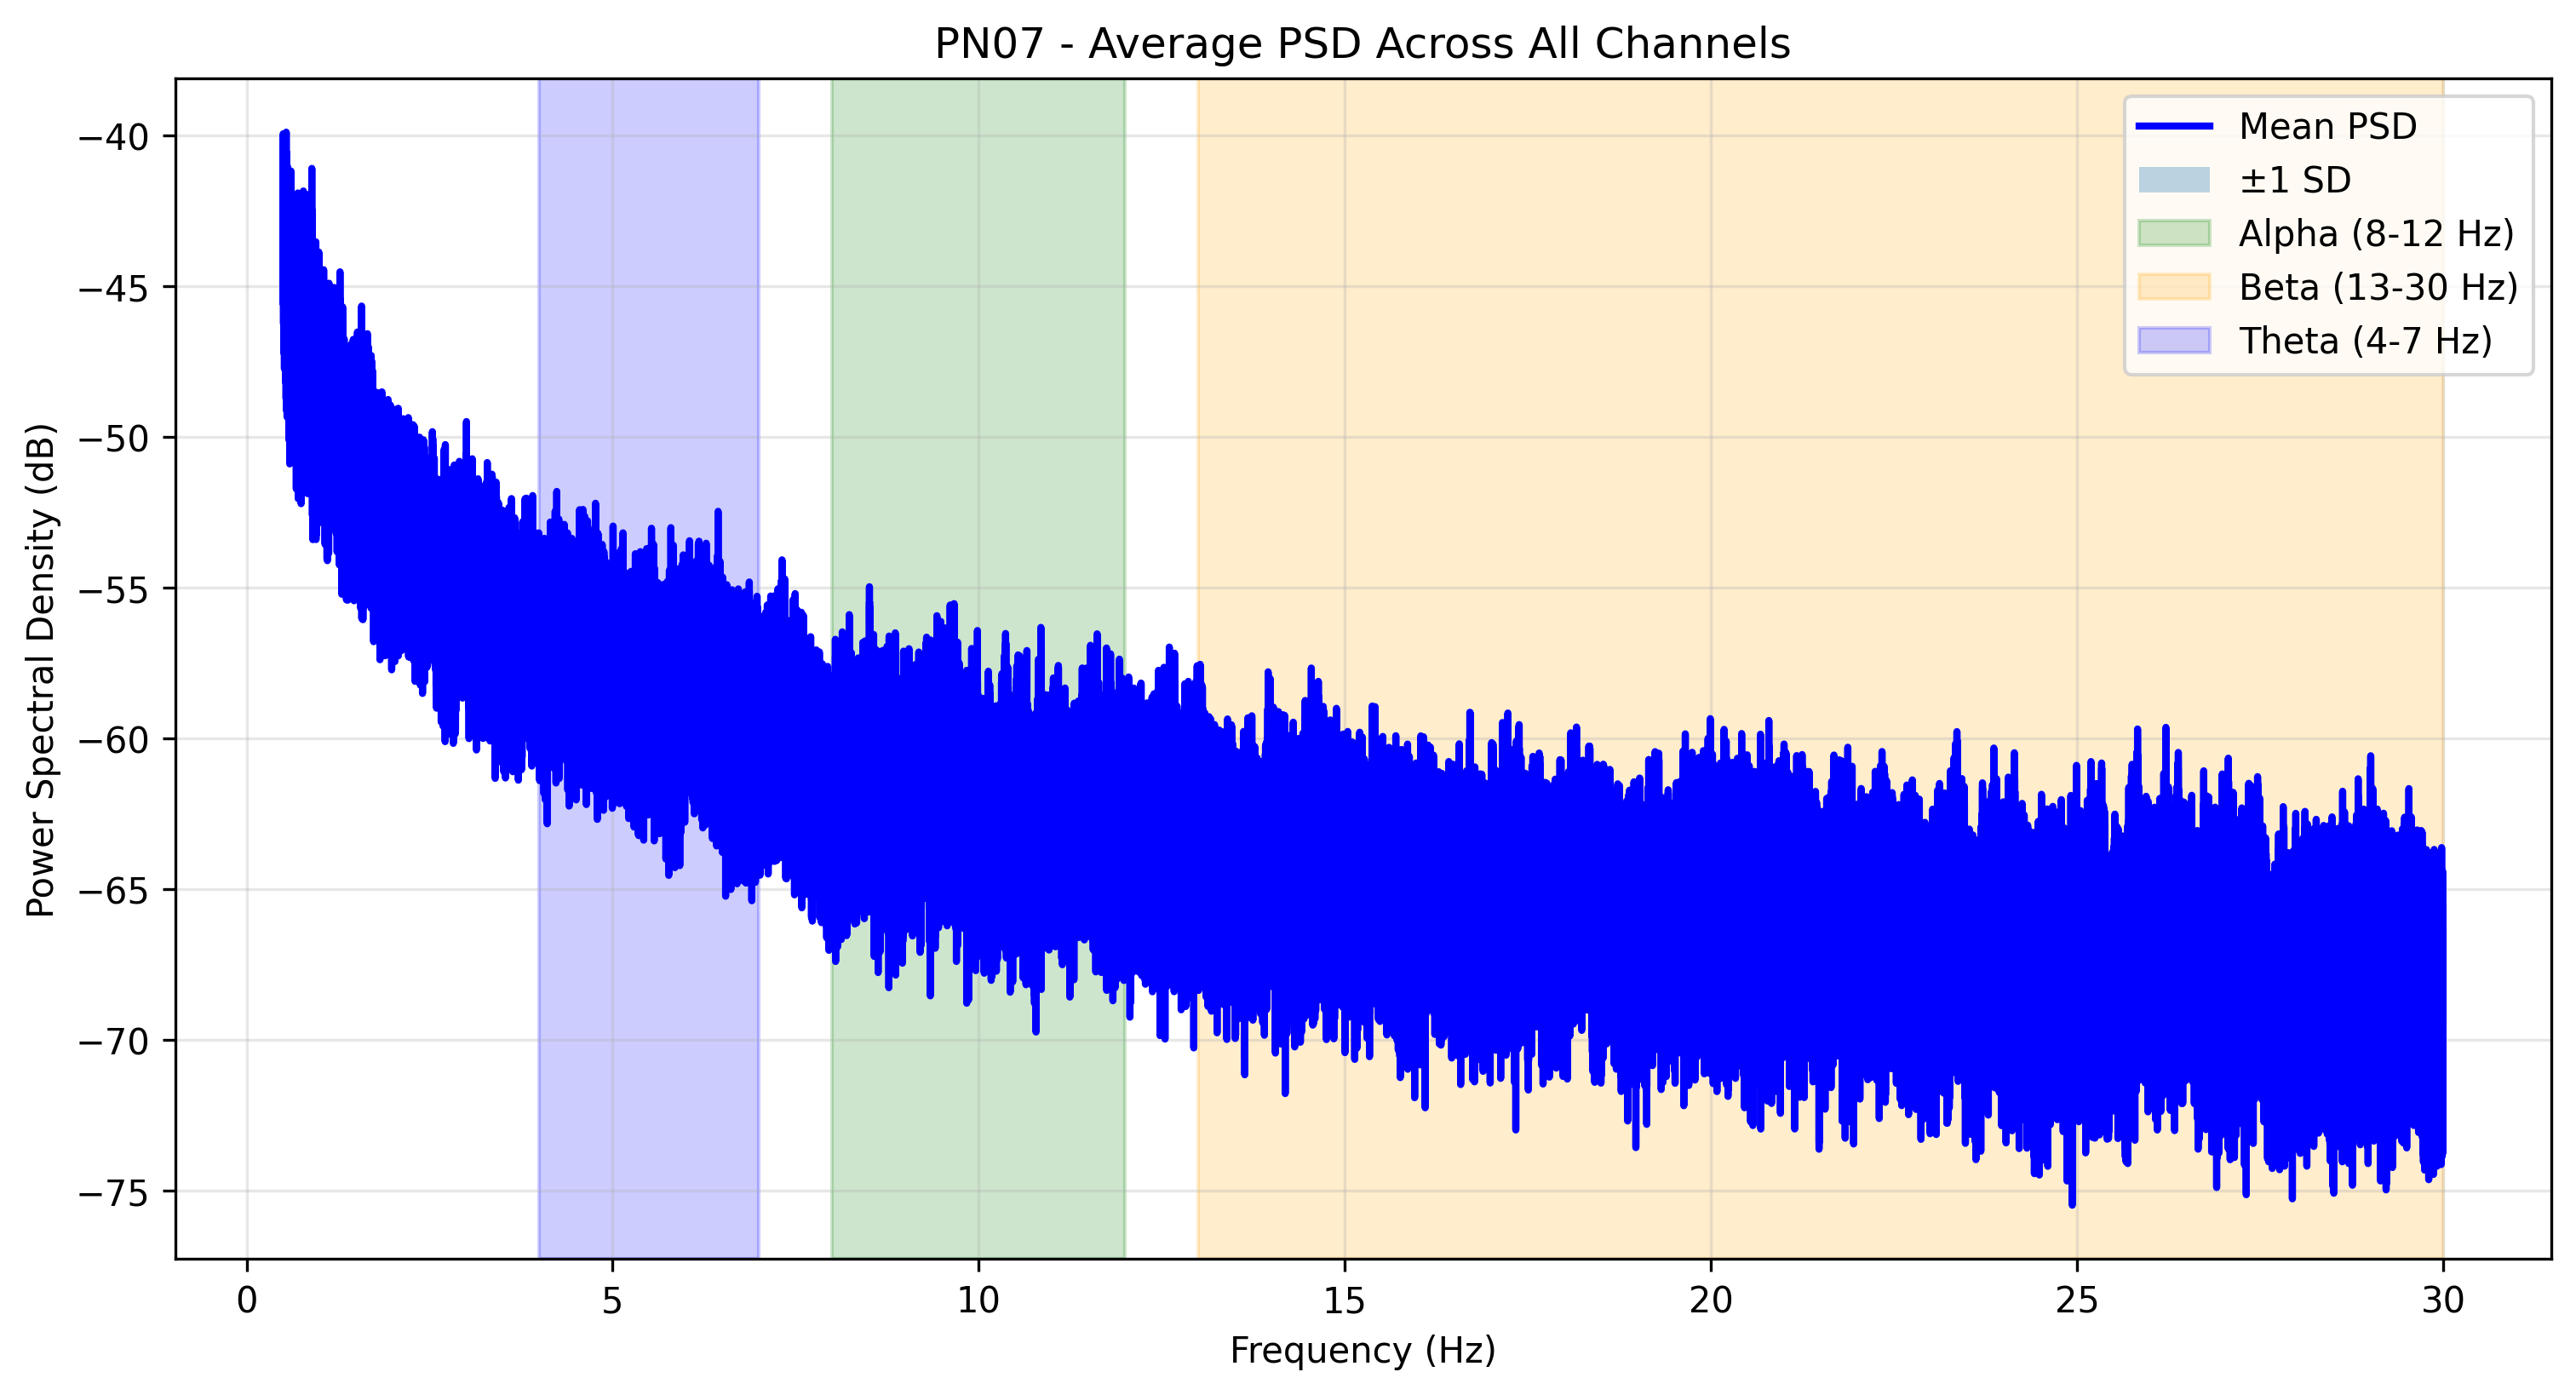 PN07 - Average PSD Across All Channels
Power Spectral Density (dB)
−40
−45
−50
−55
−60
−65
−70
−75
Mean PSD
±1 SD
Alpha (8-12 Hz)
Beta (13-30 Hz)
Theta (4-7 Hz)
0 5 10 15 20 25 30
Frequency (Hz)